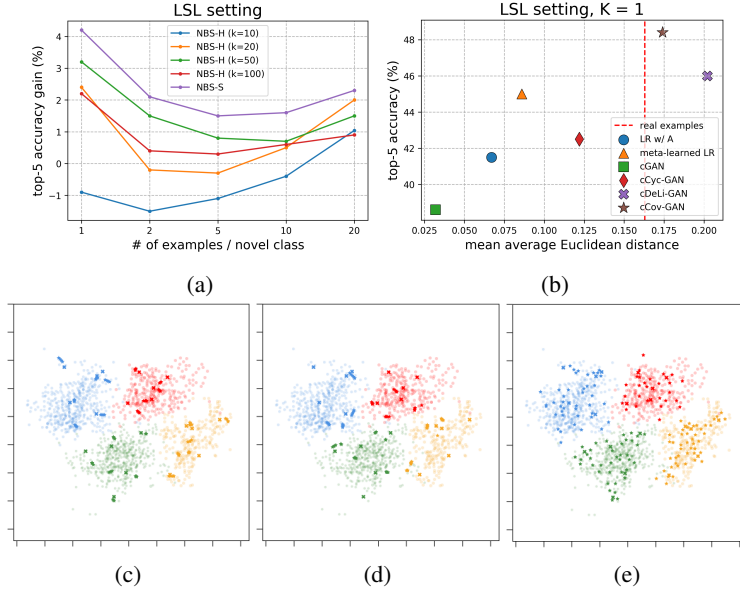 LSL setting
top-5 accuracy gain (%)
4
3
2
1
0
−1
NBS-H (k=10)
NBS-H (k=20)
NBS-H (k=50)
NBS-H (k=100)
NBS-S
1 2 5 10 20
# of examples / novel class
(a)
LSL setting, K = 1
top-5 accuracy (%)
48
46
44
42
40
real examples
LR w/ A
meta-learned LR
cGAN
cCyc-GAN
cDeLi-GAN
cCov-GAN
0.025 0.050 0.075 0.100 0.125 0.150 0.175 0.200
mean average Euclidean distance
(b)
(c)
(d)
(e)